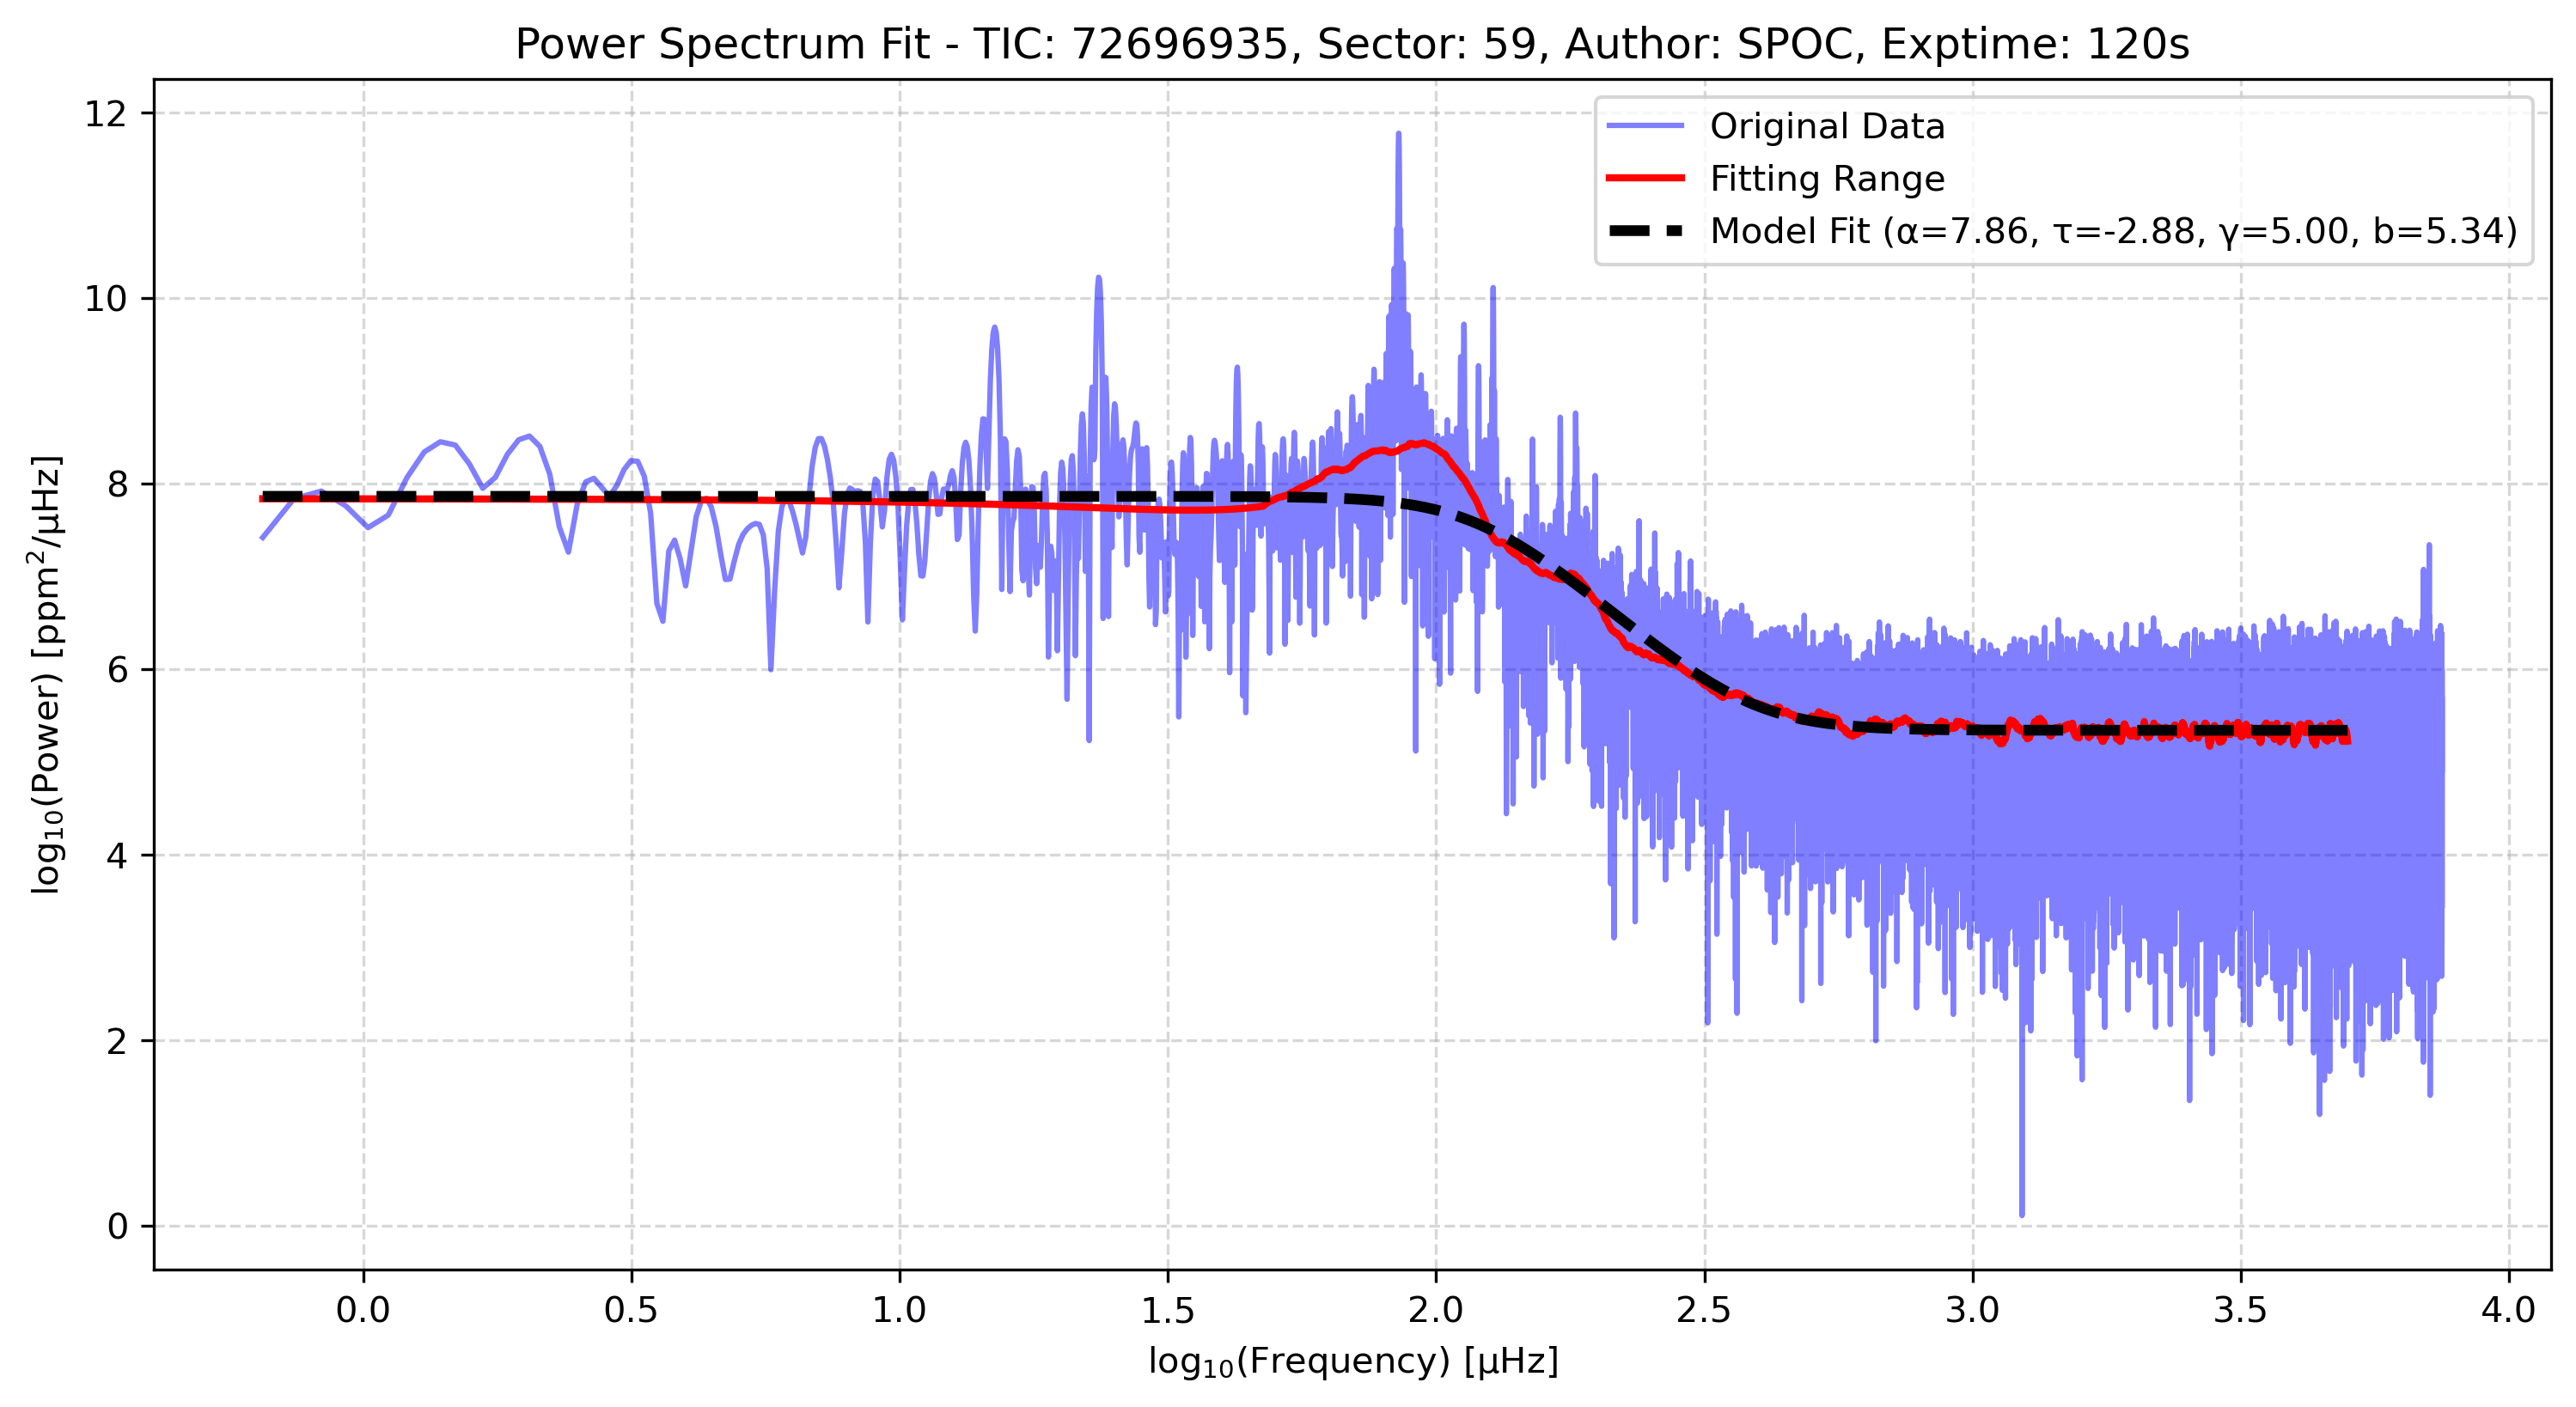 Power Spectrum Fit - TIC: 72696935, Sector: 59, Author: SPOC, Exptime: 120s
Original Data
Fitting Range
Model Fit (α=7.86, τ=-2.88, γ=5.00, b=5.34)
log₁₀(Power) [ppm²/μHz]
12
10
8
6
4
2
0
0.0 0.5 1.0 1.5 2.0 2.5 3.0 3.5 4.0
log₁₀(Frequency) [μHz]